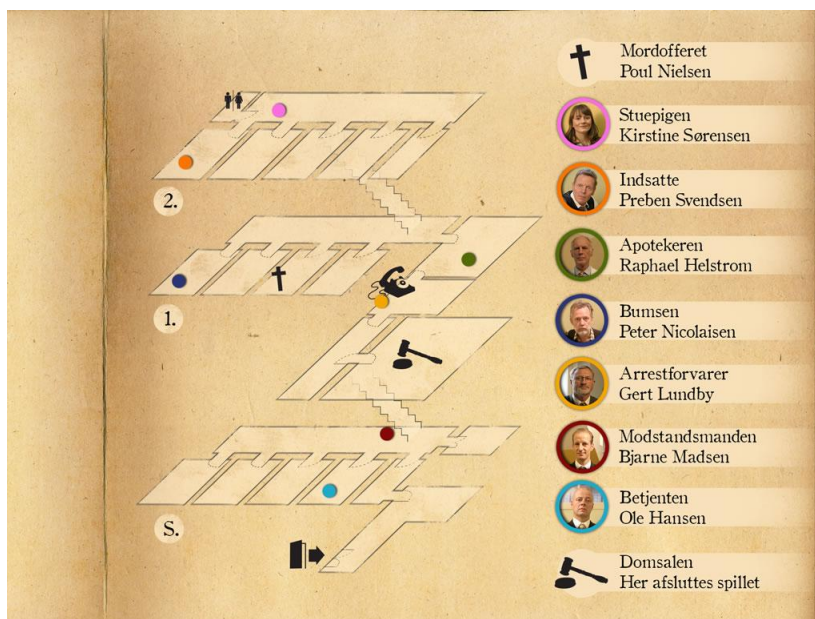 Mordofferet
Poul Nielsen
Stuepigen
Kirstine Sørensen
Indsatte
Preben Svendsen
Apotekeren
Raphael Helstrom
Bumsen
Peter Nicolaisen
Arrestforvarer
Gert Lundby
Modstandsmanden
Bjarne Madsen
Betjenten
Ole Hansen
Domsalen
Her afsluttes spillet
2.
1.
S.